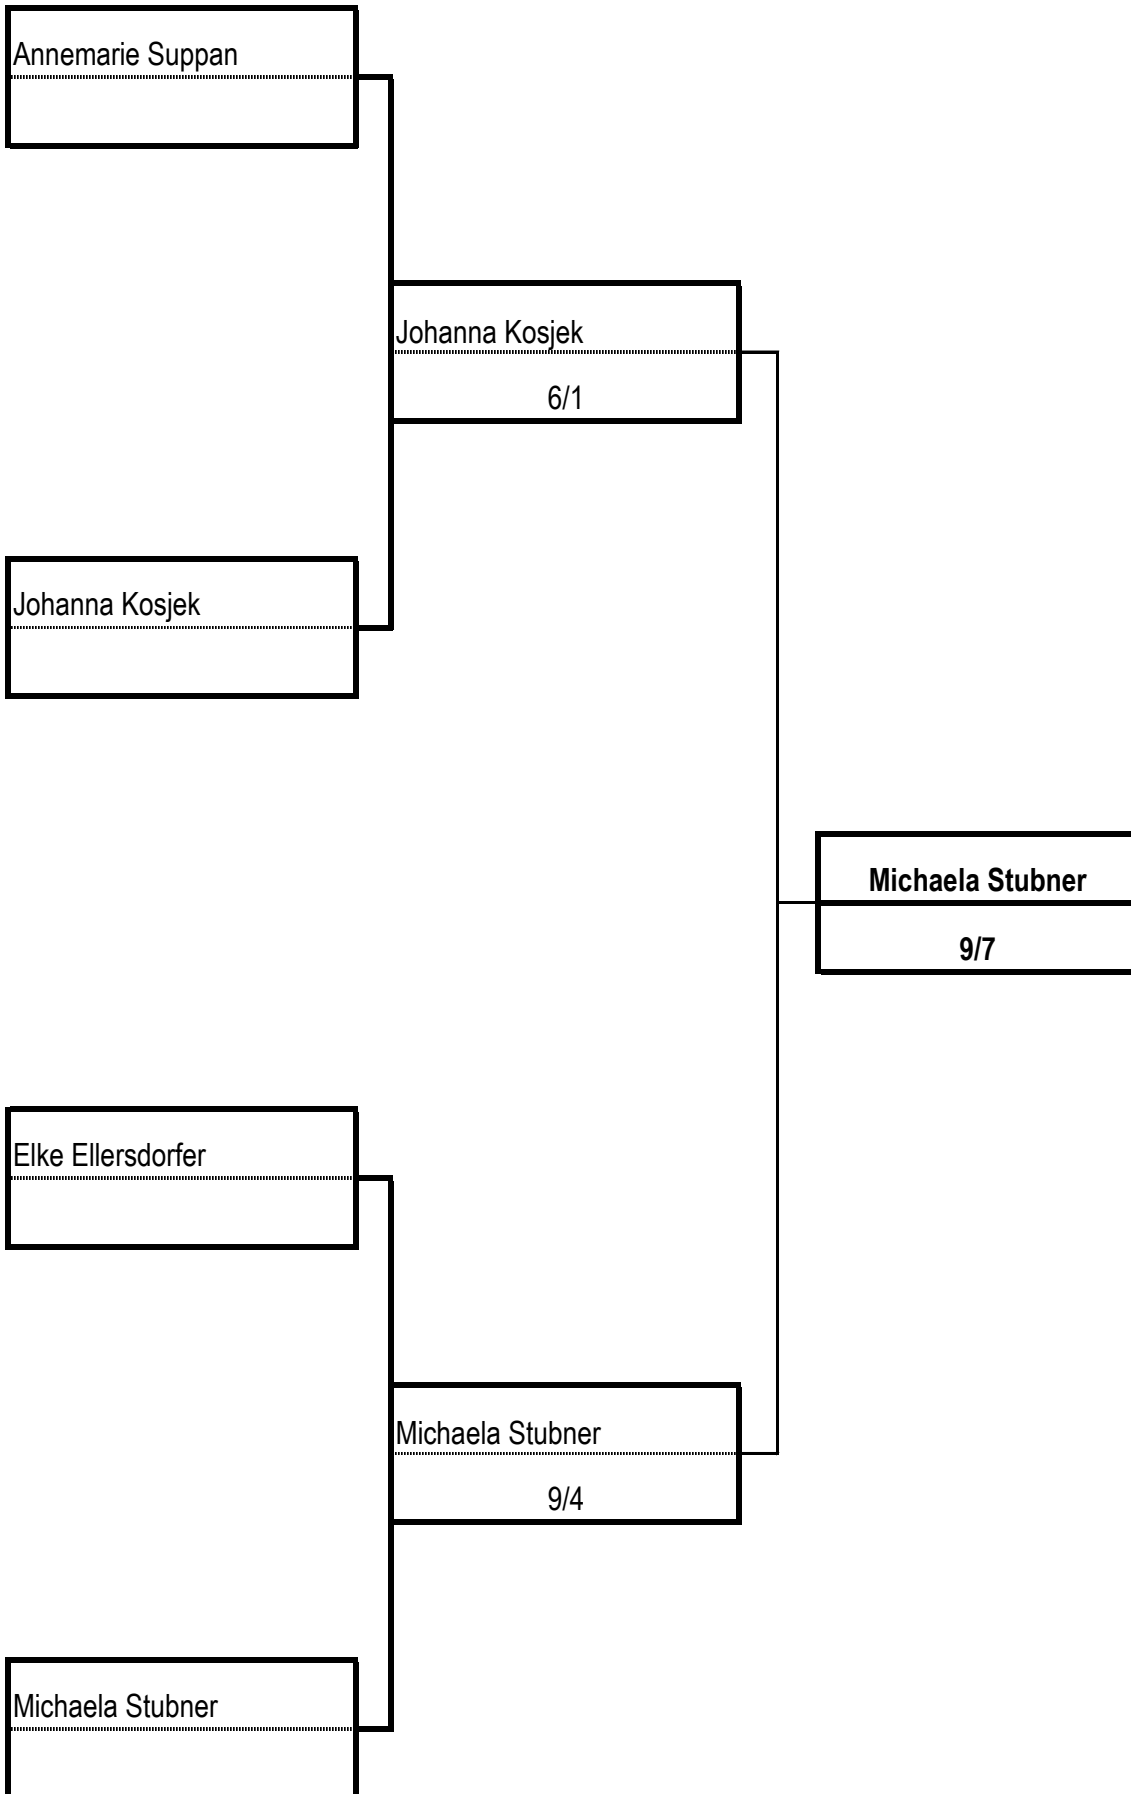 Annemarie Suppan
Johanna Kosjek
6/1
Johanna Kosjek
Michaela Stubner
9/7
Elke Ellersdorfer
Michaela Stubner
9/4
Michaela Stubner